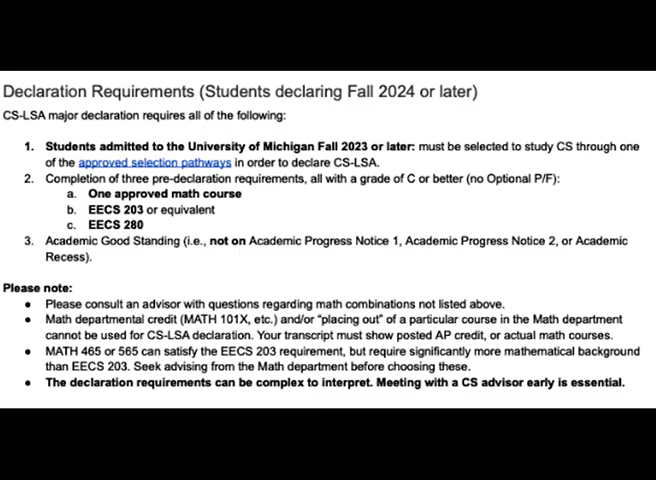 Declaration Requirements (Students declaring Fall 2024 or later)
CS-LSA major declaration requires all of the following:
1. Students admitted to the University of Michigan Fall 2023 or later: must be selected to study CS through one
of the approved selection pathways in order to declare CS-LSA.
2. Completion of three pre-declaration requirements, all with a grade of C or better (no Optional P/F):
a. One approved math course
b. EECS 203 or equivalent
c. EECS 280
3. Academic Good Standing (i.e., not on Academic Progress Notice 1, Academic Progress Notice 2, or Academic
Recess).
Please note:
• Please consult an advisor with questions regarding math combinations not listed above.
• Math departmental credit (MATH 101X, etc.) and/or "placing out" of a particular course in the Math department
cannot be used for CS-LSA declaration. Your transcript must show posted AP credit, or actual math courses.
• MATH 465 or 565 can satisfy the EECS 203 requirement, but require significantly more mathematical background
than EECS 203. Seek advising from the Math department before choosing these.
• The declaration requirements can be complex to interpret. Meeting with a CS advisor early is essential.